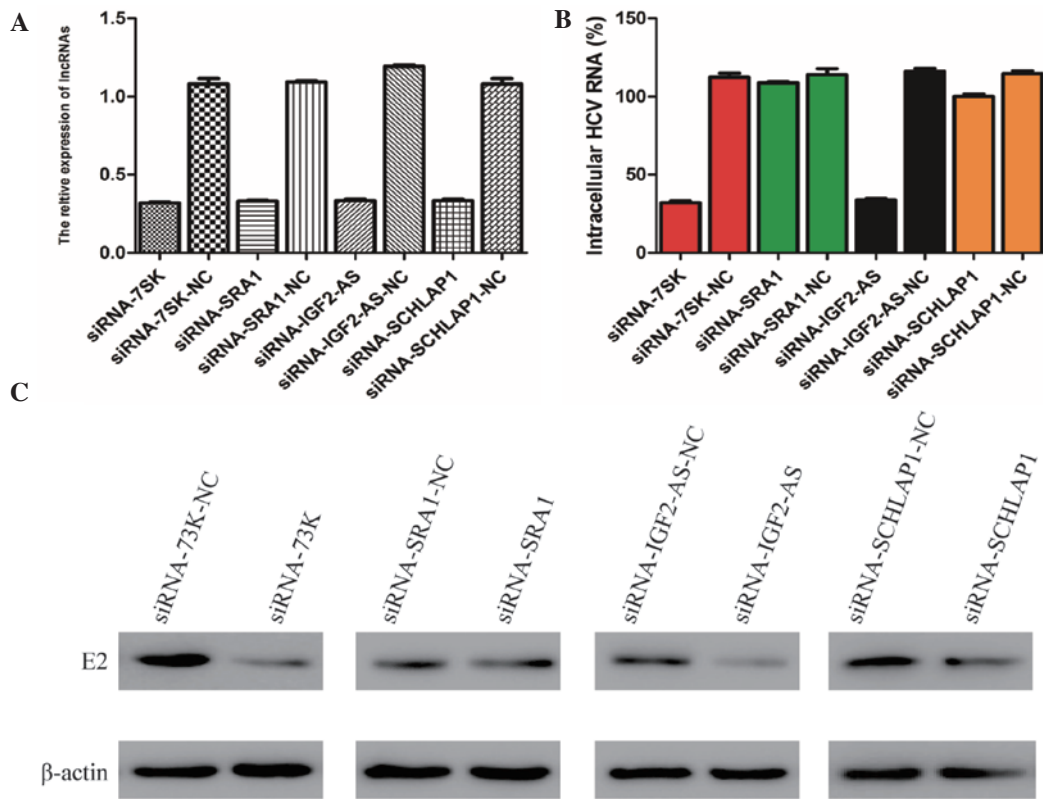 A
The reltive expression of lncRNAs
1.5
1.0
0.5
0.0
siRNA-7SK
siRNA-7SK-NC
siRNA-SRA1
siRNA-SRA1-NC
siRNA-IGF2-AS
siRNA-IGF2-AS-NC
siRNA-SCHLAP1
siRNA-SCHLAP1-NC
B
Intracellular HCV RNA (%)
150
100
50
0
siRNA-7SK
siRNA-7SK-NC
siRNA-SRA1
siRNA-SRA1-NC
siRNA-IGF2-AS
siRNA-IGF2-AS-NC
siRNA-SCHLAP1
siRNA-SCHLAP1-NC
C
siRNA-73K-NC
siRNA-73K
siRNA-SRA1-NC
siRNA-SRA1
siRNA-IGF2-AS-NC
siRNA-IGF2-AS
siRNA-SCHLAP1-NC
siRNA-SCHLAP1
E2
β-actin